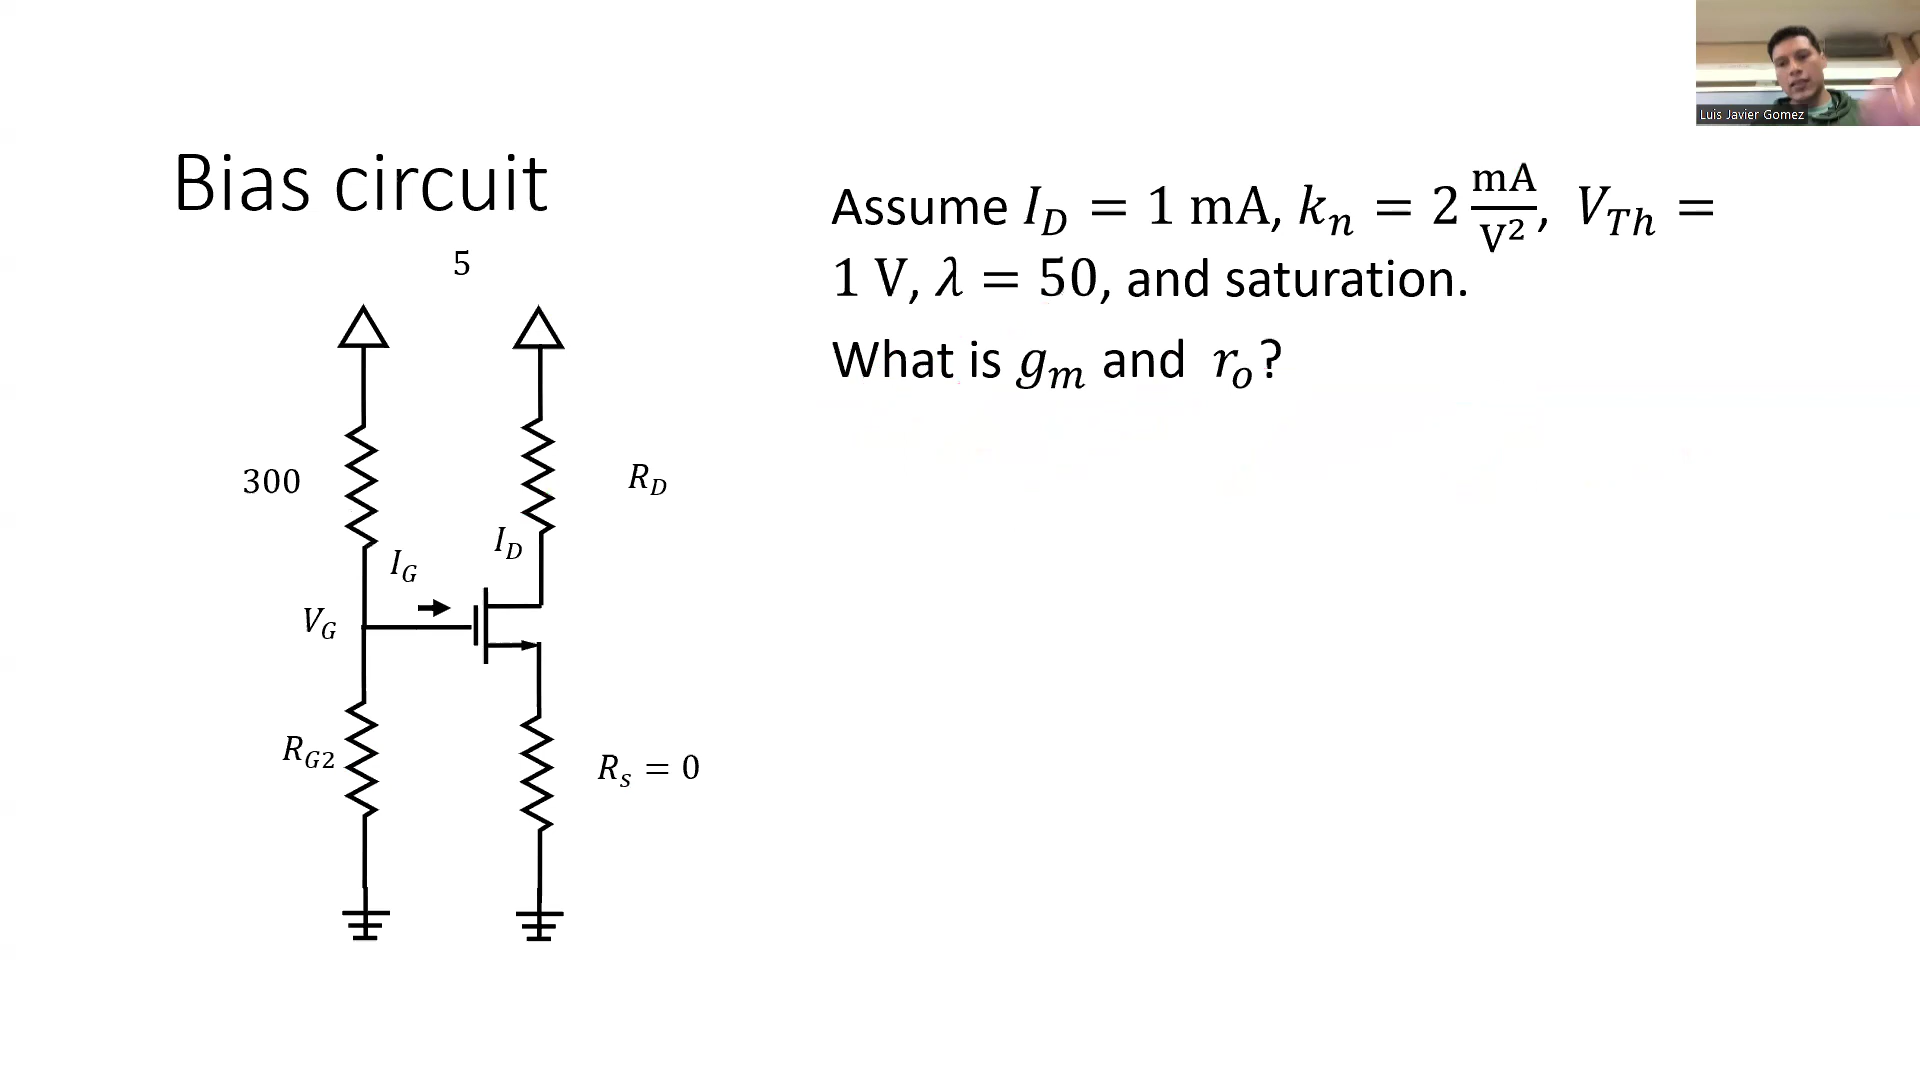 Luis Javier Gomez
Bias circuit
Assume I_D = 1 mA, k_n = 2 mA/V², V_Th =
1 V, λ = 50, and saturation.
What is g_m and r_o?
5
300
R_D
I_D
I_G
V_G
R_G2
R_s = 0